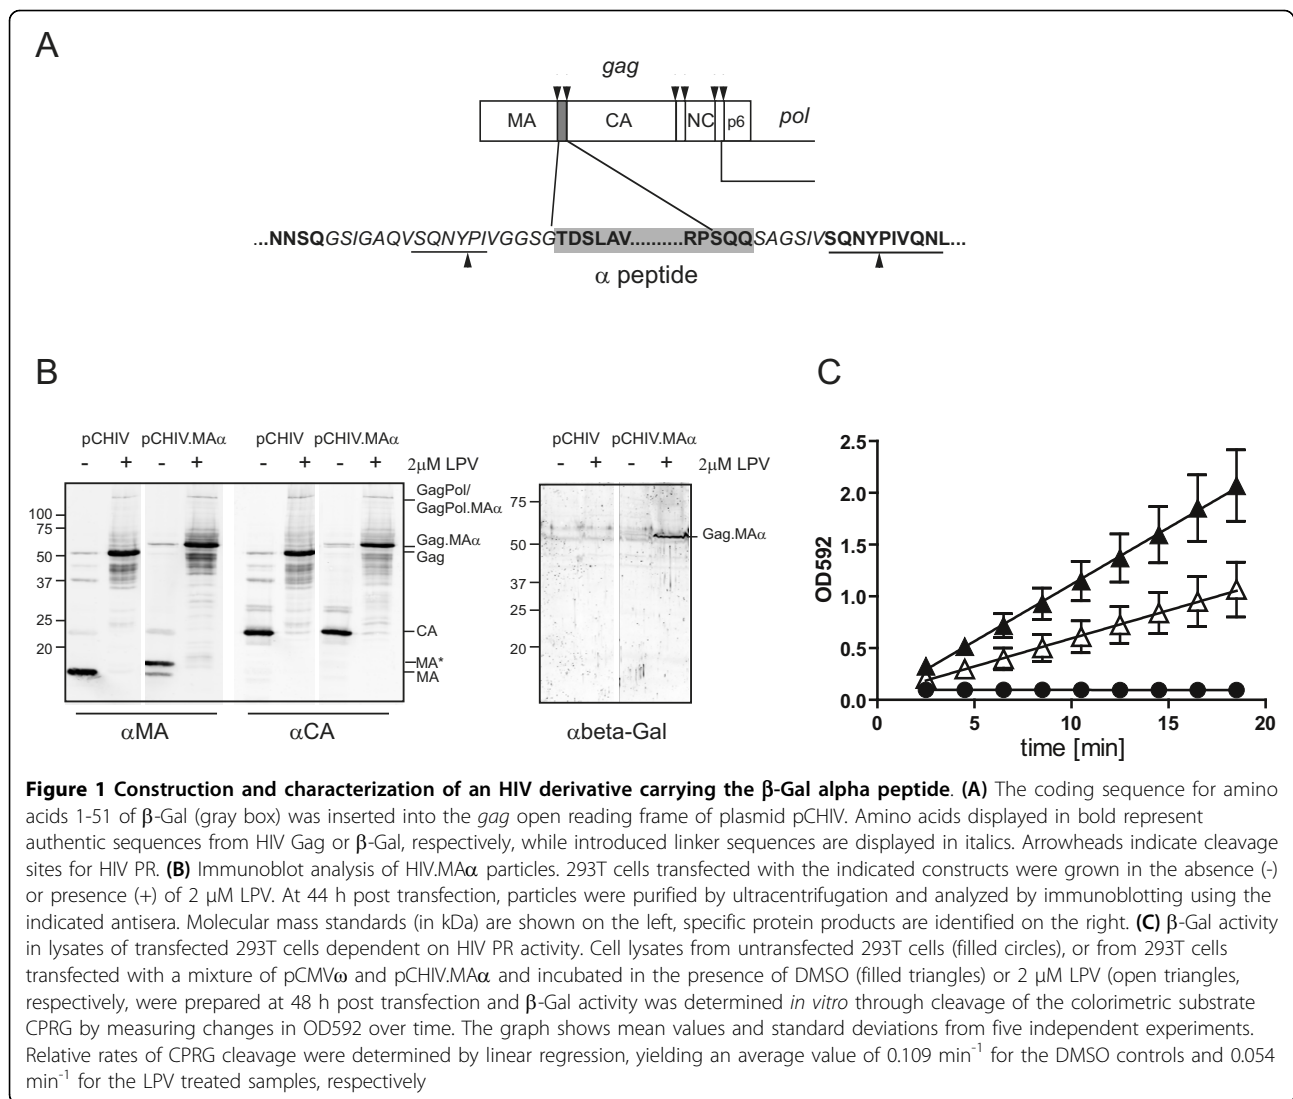 A
gag
MA
CA
NC
p6
pol
...NNSQGSIGAQVSQNYPIVGGSGTDSLAV..........RPSQQSAGSIVSQNYPIVQNL...
α peptide
B
pCHIV pCHIV.MAα pCHIV pCHIV.MAα
- + - + - + - + 2µM LPV
100
75
50
37
25
20
GagPol/
GagPol.MAα
Gag.MAα
Gag
CA
MA*
MA
αMA
αCA
pCHIV pCHIV.MAα
- + - + 2µM LPV
75
50
37
25
20
Gag.MAα
αbeta-Gal
C
2.5
2.0
1.5
1.0
0.5
0.0
OD592
0 5 10 15 20
time [min]
Figure 1 Construction and characterization of an HIV derivative carrying the β-Gal alpha peptide. (A) The coding sequence for amino
acids 1-51 of β-Gal (gray box) was inserted into the gag open reading frame of plasmid pCHIV. Amino acids displayed in bold represent
authentic sequences from HIV Gag or β-Gal, respectively, while introduced linker sequences are displayed in italics. Arrowheads indicate cleavage
sites for HIV PR. (B) Immunoblot analysis of HIV.MAα particles. 293T cells transfected with the indicated constructs were grown in the absence (-)
or presence (+) of 2 µM LPV. At 44 h post transfection, particles were purified by ultracentrifugation and analyzed by immunoblotting using the
indicated antisera. Molecular mass standards (in kDa) are shown on the left, specific protein products are identified on the right. (C) β-Gal activity
in lysates of transfected 293T cells dependent on HIV PR activity. Cell lysates from untransfected 293T cells (filled circles), or from 293T cells
transfected with a mixture of pCMVω and pCHIV.MAα and incubated in the presence of DMSO (filled triangles) or 2 µM LPV (open triangles,
respectively, were prepared at 48 h post transfection and β-Gal activity was determined in vitro through cleavage of the colorimetric substrate
CPRG by measuring changes in OD592 over time. The graph shows mean values and standard deviations from five independent experiments.
Relative rates of CPRG cleavage were determined by linear regression, yielding an average value of 0.109 min⁻¹ for the DMSO controls and 0.054
min⁻¹ for the LPV treated samples, respectively